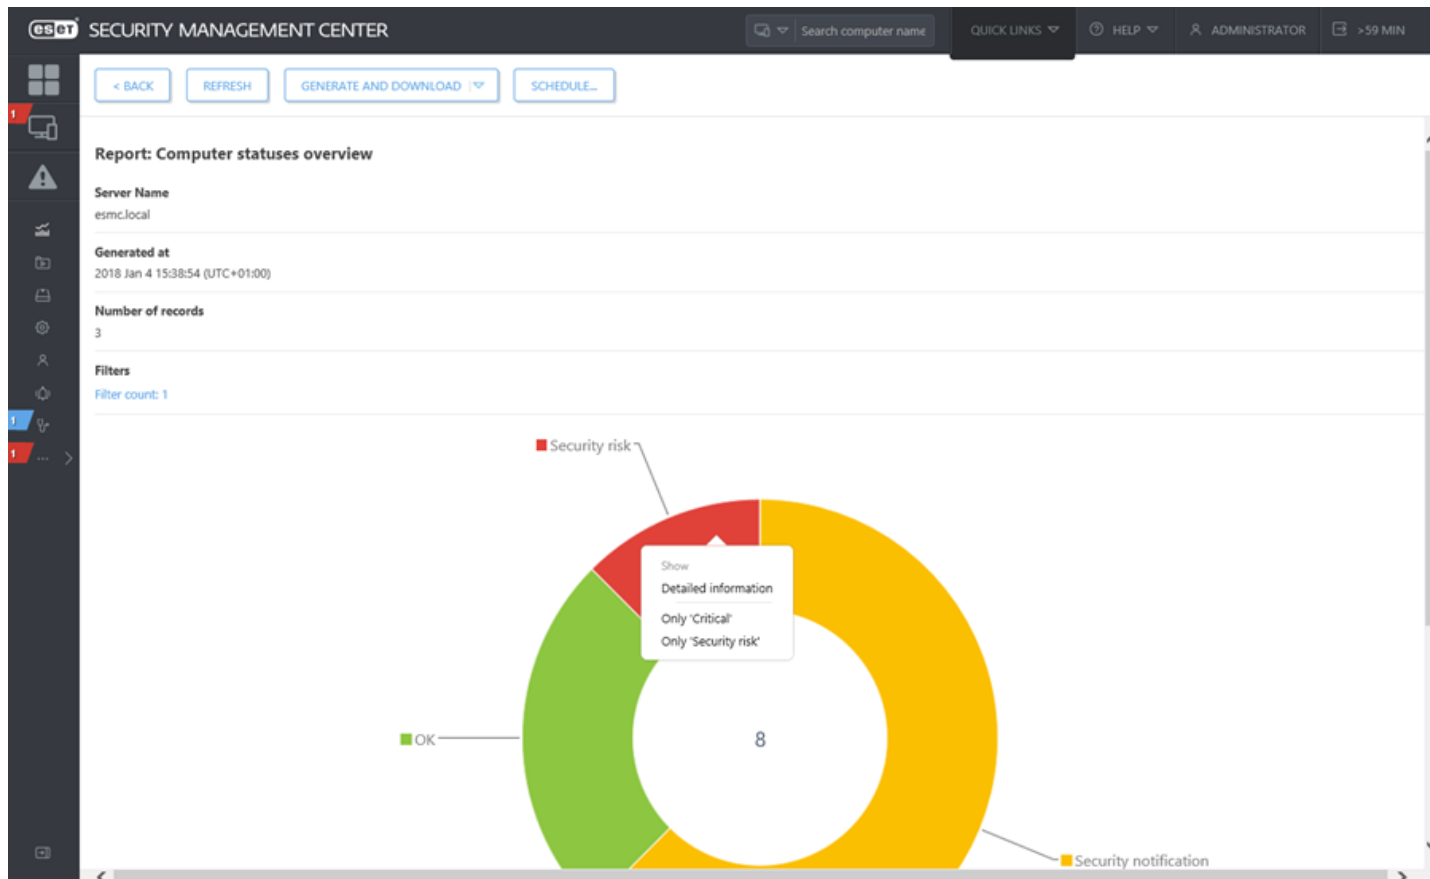 eset SECURITY MANAGEMENT CENTER
Search computer name
QUICK LINKS
HELP
ADMINISTRATOR
>59 MIN
< BACK
REFRESH
GENERATE AND DOWNLOAD
SCHEDULE...
1
Report: Computer statuses overview
Server Name
esmc.local
Generated at
2018 Jan 4 15:38:54 (UTC+01:00)
Number of records
3
Filters
Filter count: 1
1
1
...
Security risk
Show
Detailed information
Only 'Critical'
Only 'Security risk'
OK
8
Security notification